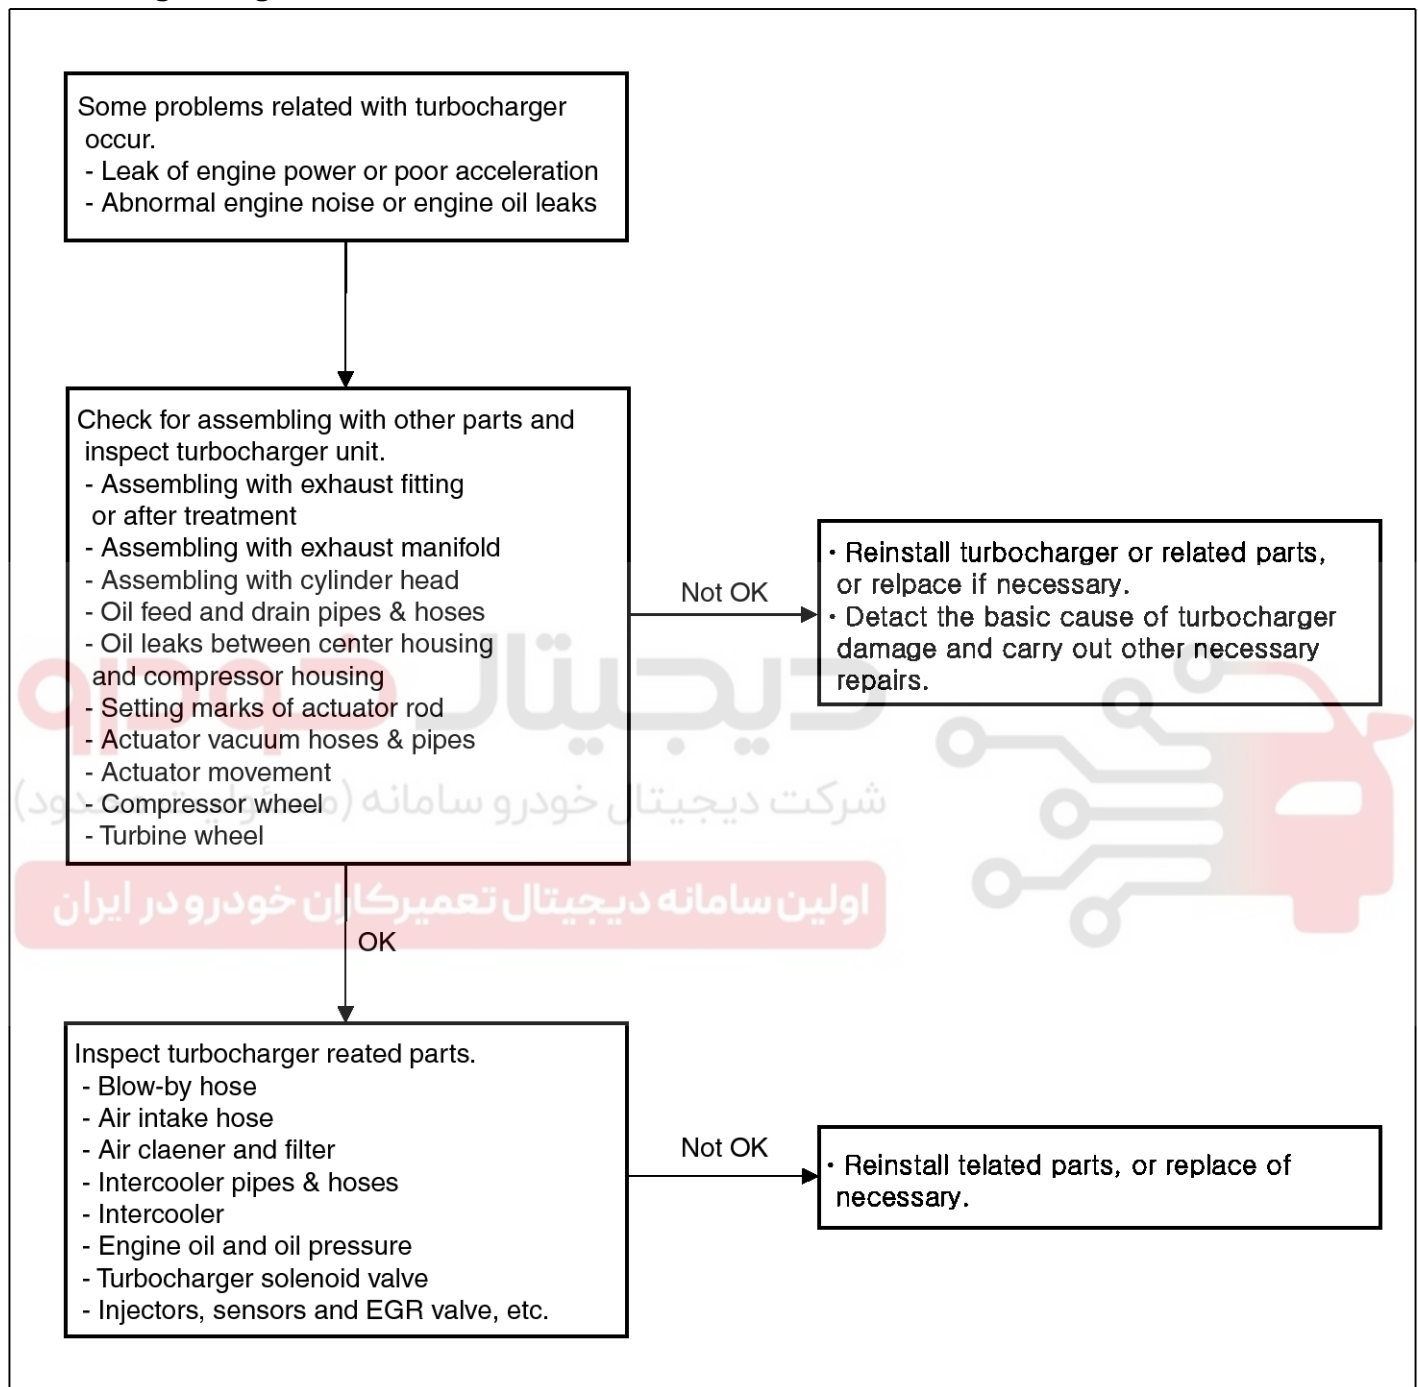 Some problems related with turbocharger
occur.
- Leak of engine power or poor acceleration
- Abnormal engine noise or engine oil leaks
Check for assembling with other parts and
inspect turbocharger unit.
- Assembling with exhaust fitting
or after treatment
- Assembling with exhaust manifold
- Assembling with cylinder head
- Oil feed and drain pipes & hoses
- Oil leaks between center housing
and compressor housing
- Setting marks of actuator rod
- Actuator vacuum hoses & pipes
- Actuator movement
- Compressor wheel
- Turbine wheel
Not OK
· Reinstall turbocharger or related parts,
or relpace if necessary.
· Detact the basic cause of turbocharger
damage and carry out other necessary
repairs.
OK
Inspect turbocharger reated parts.
- Blow-by hose
- Air intake hose
- Air claener and filter
- Intercooler pipes & hoses
- Intercooler
- Engine oil and oil pressure
- Turbocharger solenoid valve
- Injectors, sensors and EGR valve, etc.
Not OK
· Reinstall telated parts, or replace of
necessary.
دیجیتال خودرو
شرکت دیجیتال خودرو سامانه (مسئولیت محدود)
اولین سامانه دیجیتال تعمیرکاران خودرو در ایران